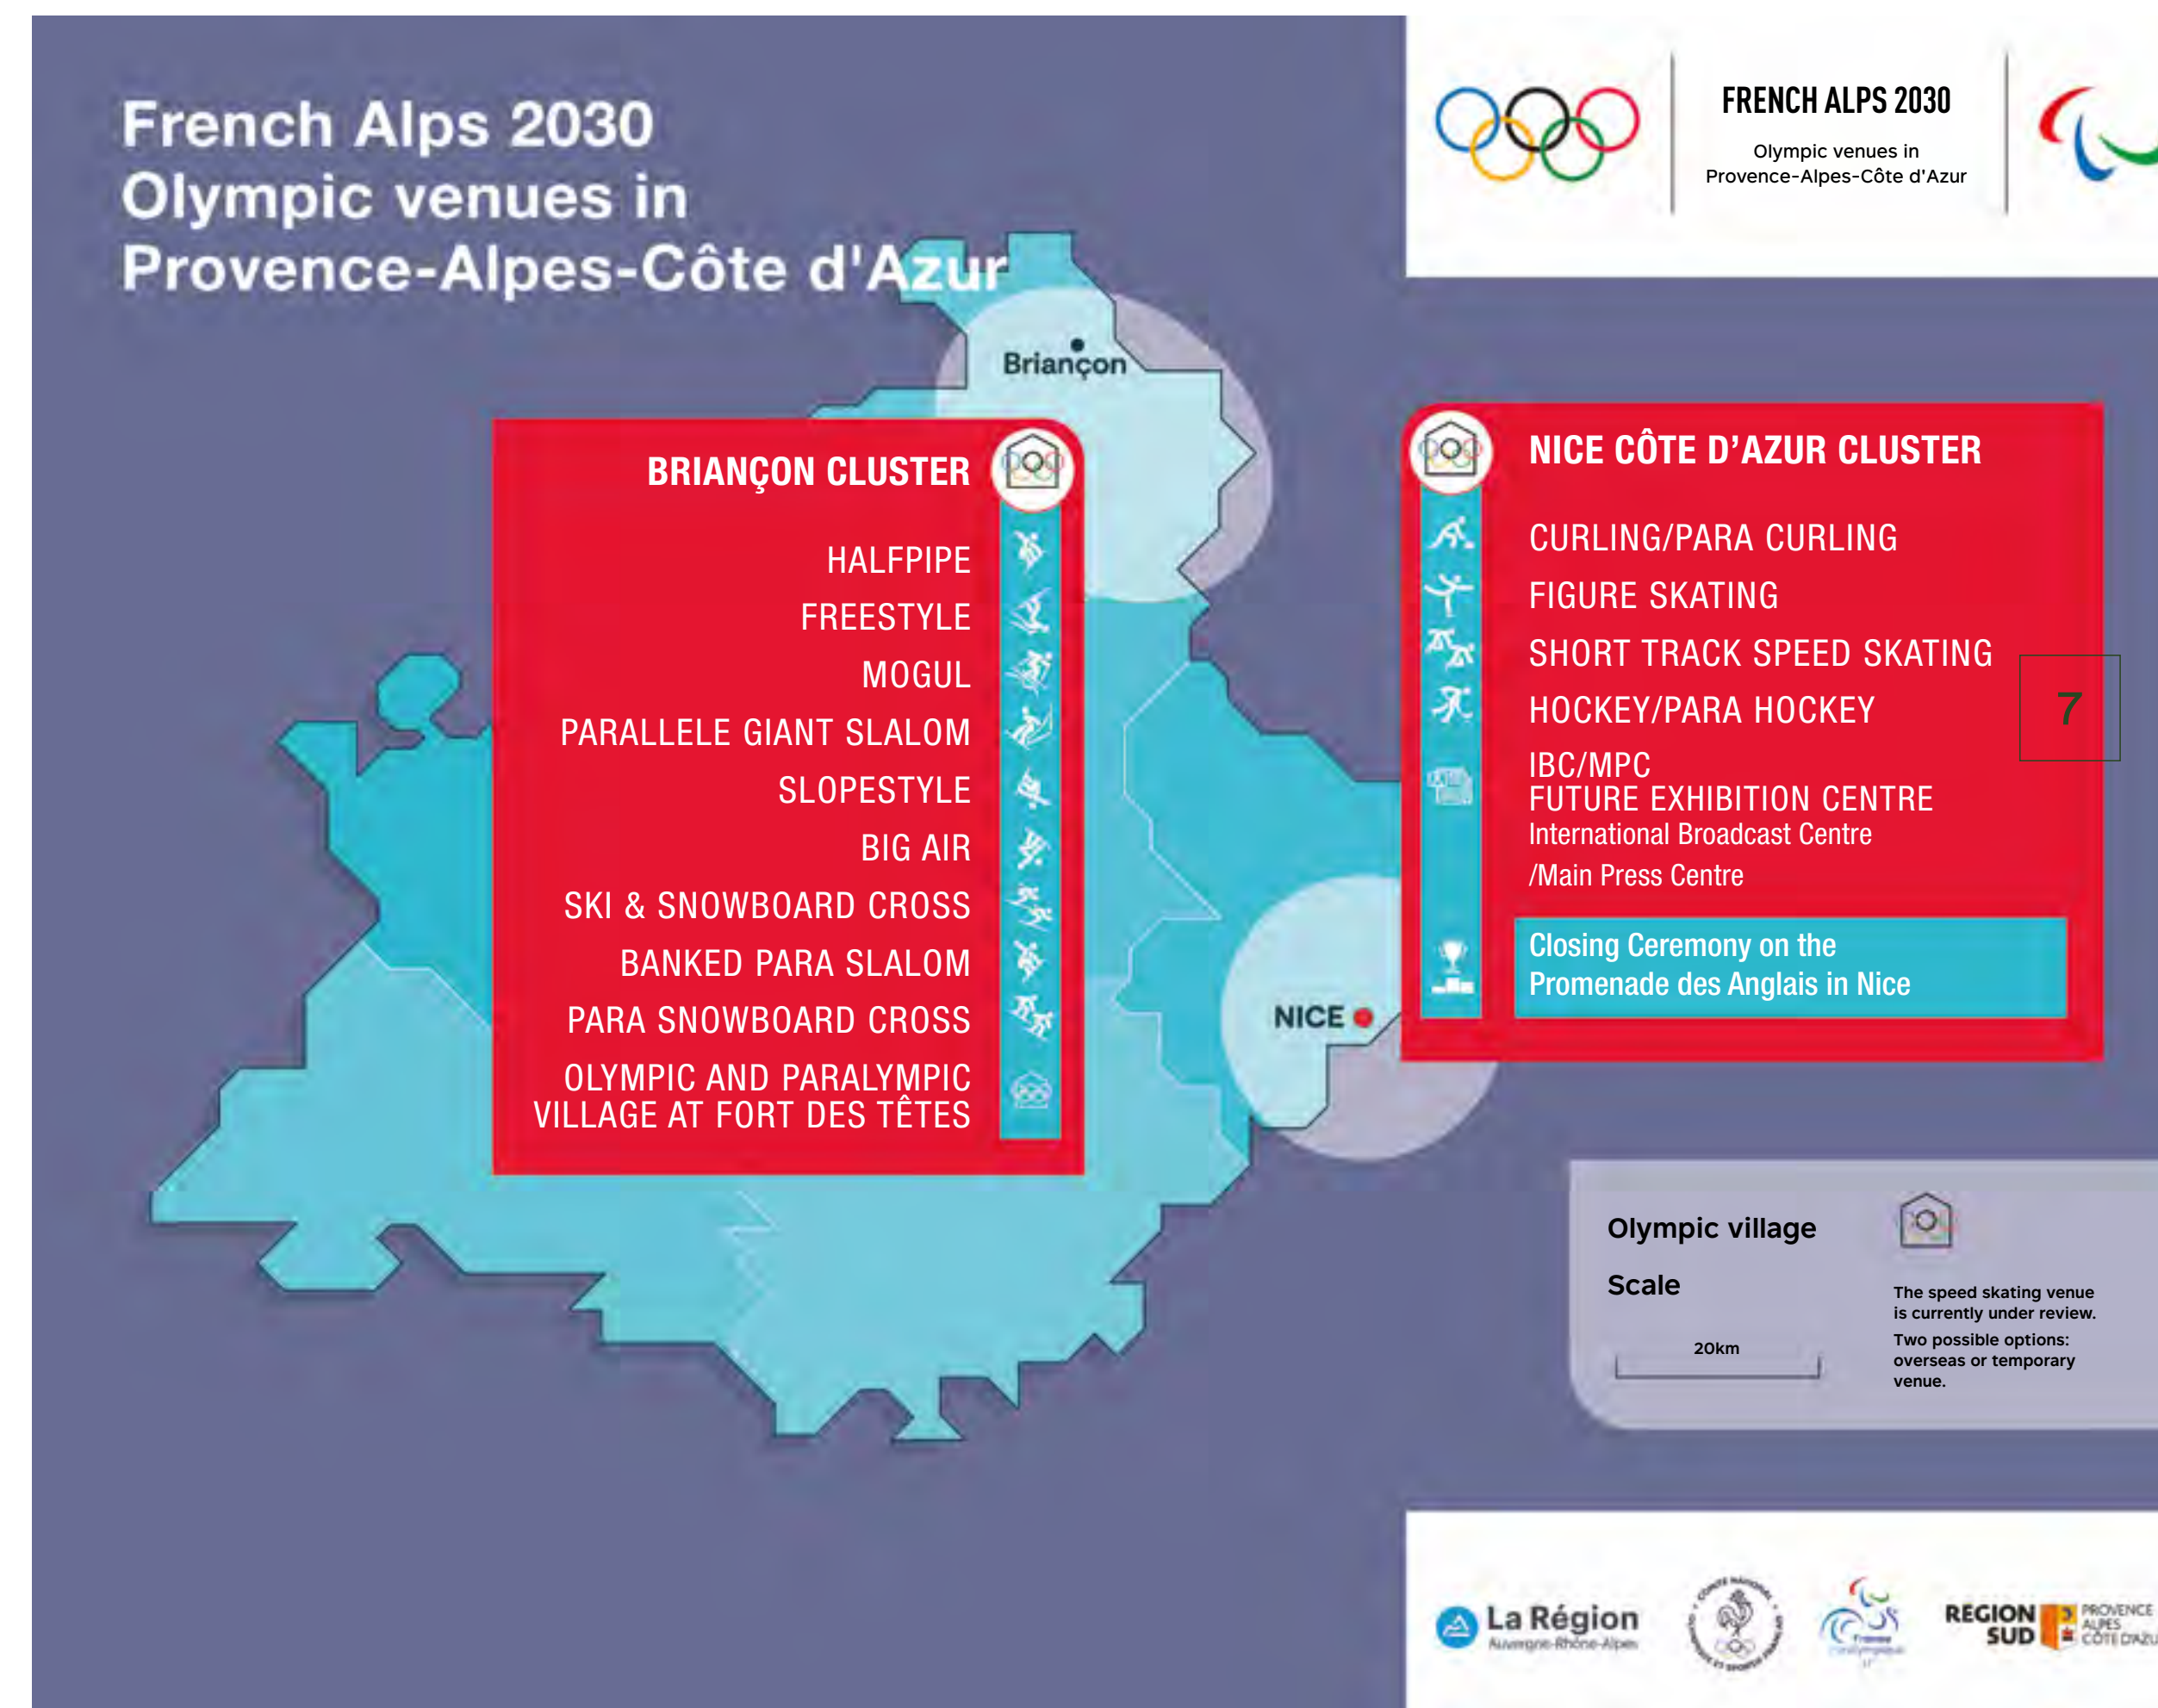 French Alps 2030
Olympic venues in
Provence-Alpes-Côte d'Azur
FRENCH ALPS 2030
Olympic venues in
Provence-Alpes-Côte d'Azur
Briançon
BRIANÇON CLUSTER
HALFPIPE
FREESTYLE
MOGUL
PARALLELE GIANT SLALOM
SLOPESTYLE
BIG AIR
SKI & SNOWBOARD CROSS
BANKED PARA SLALOM
PARA SNOWBOARD CROSS
OLYMPIC AND PARALYMPIC
VILLAGE AT FORT DES TÊTES
NICE CÔTE D’AZUR CLUSTER
CURLING/PARA CURLING
FIGURE SKATING
SHORT TRACK SPEED SKATING
HOCKEY/PARA HOCKEY
IBC/MPC
FUTURE EXHIBITION CENTRE
International Broadcast Centre
/Main Press Centre
Closing Ceremony on the
Promenade des Anglais in Nice
7
NICE
Olympic village
Scale
20km
The speed skating venue
is currently under review.
Two possible options:
overseas or temporary
venue.
La Région
Auvergne-Rhône-Alpes
RÉGION
SUD
PROVENCE
ALPES
CÔTE D'AZU